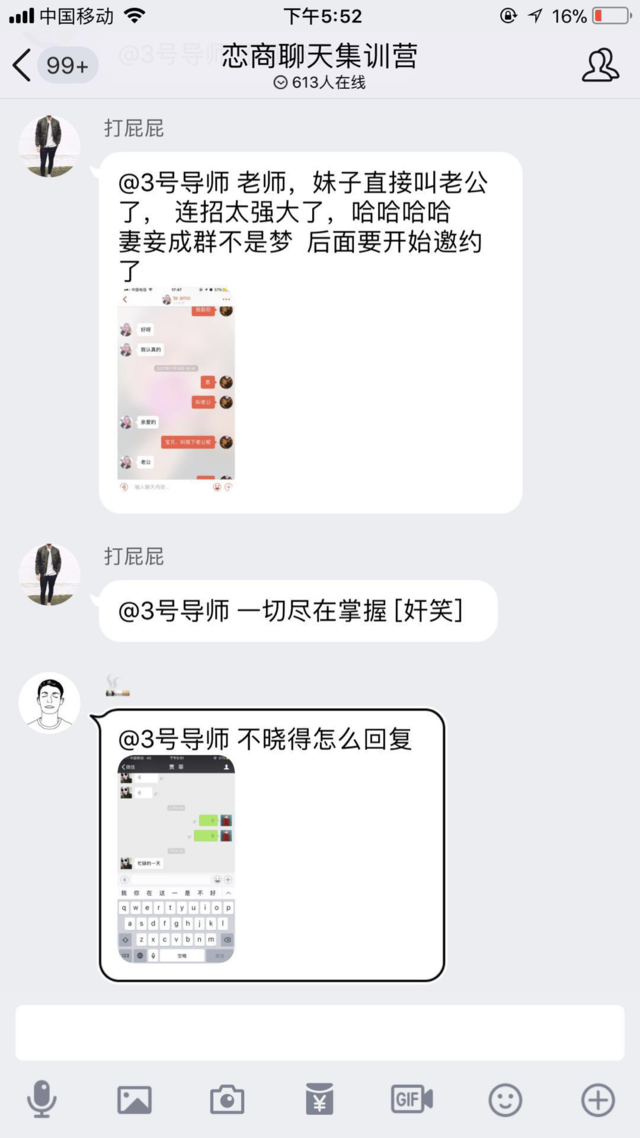 中国移动
下午5:52
16%
99+
恋商聊天集训营
613人在线
打屁屁
@3号导师 老师，妹子直接叫老公
了， 连招太强大了，哈哈哈哈
妻妾成群不是梦 后面要开始邀约
了
好呀
我认真的
亲爱的
老公
打屁屁
@3号导师 一切尽在掌握 [奸笑]
@3号导师 不晓得怎么回复
忙碌的一天
我 你 在 这 一 是 不 好
q w e r t y u i o p
a s d f g h j k l
z x c v b n m
123
空格
GIF